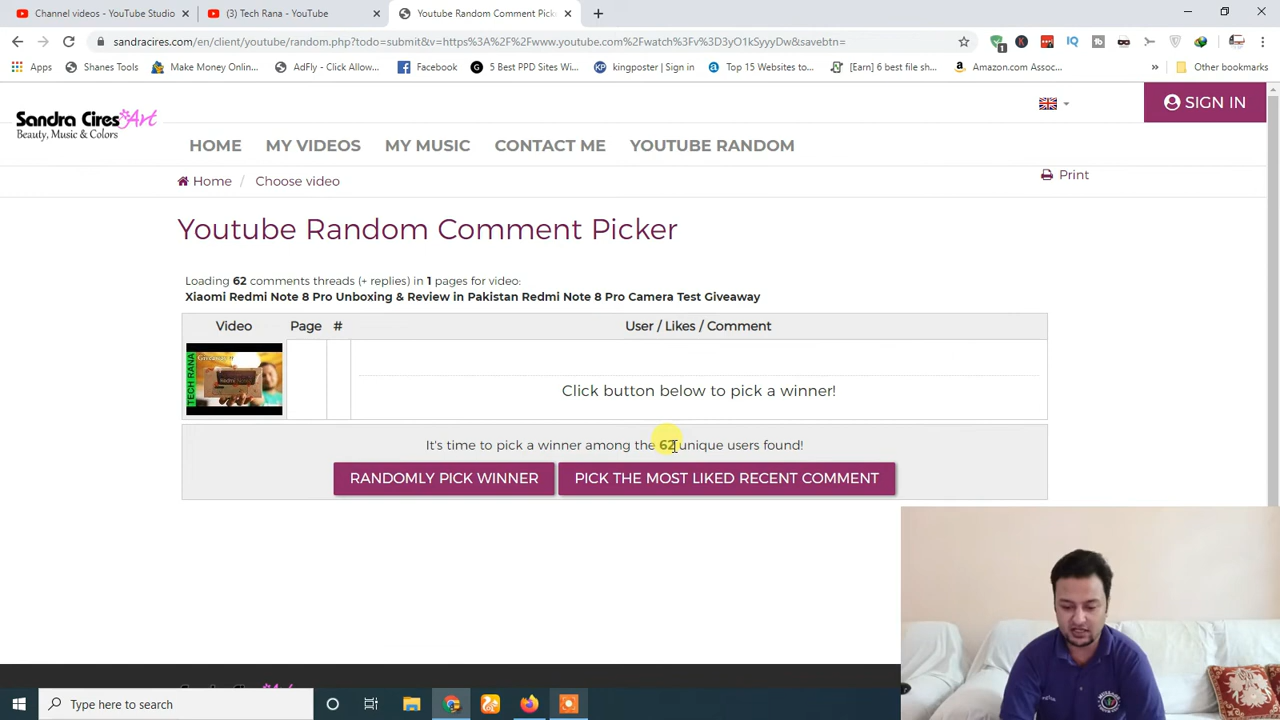 Channel videos - YouTube Studio
(3) Tech Rana - YouTube
Youtube Random Comment Picke
sandracires.com/en/client/youtube/random.php?todo=submit&iv=https%3A%2F%2Fwww.youtube.com%2Fwatch%3Fv%3D3yO1kSyyyDw&savebtn=
Apps
Shanes Tools
Make Money Onlin...
AdFly - Click Allow...
Facebook
5 Best PPD Sites Wi...
kingposter | Sign in
Top 15 Websites to...
[Earn] 6 best file sh...
Amazon.com Assoc...
»
Other bookmarks
Sandra Cires Art
Beauty, Music & Colors
SIGN IN
HOME MY VIDEOS MY MUSIC CONTACT ME YOUTUBE RANDOM
Home / Choose video
Print
Youtube Random Comment Picker
Loading 62 comments threads (+ replies) in 1 pages for video:
Xiaomi Redmi Note 8 Pro Unboxing & Review in Pakistan Redmi Note 8 Pro Camera Test Giveaway
Video Page # User / Likes / Comment
TECH RANA
Click button below to pick a winner!
It's time to pick a winner among the 62 unique users found!
RANDOMLY PICK WINNER
PICK THE MOST LIKED RECENT COMMENT
Type here to search